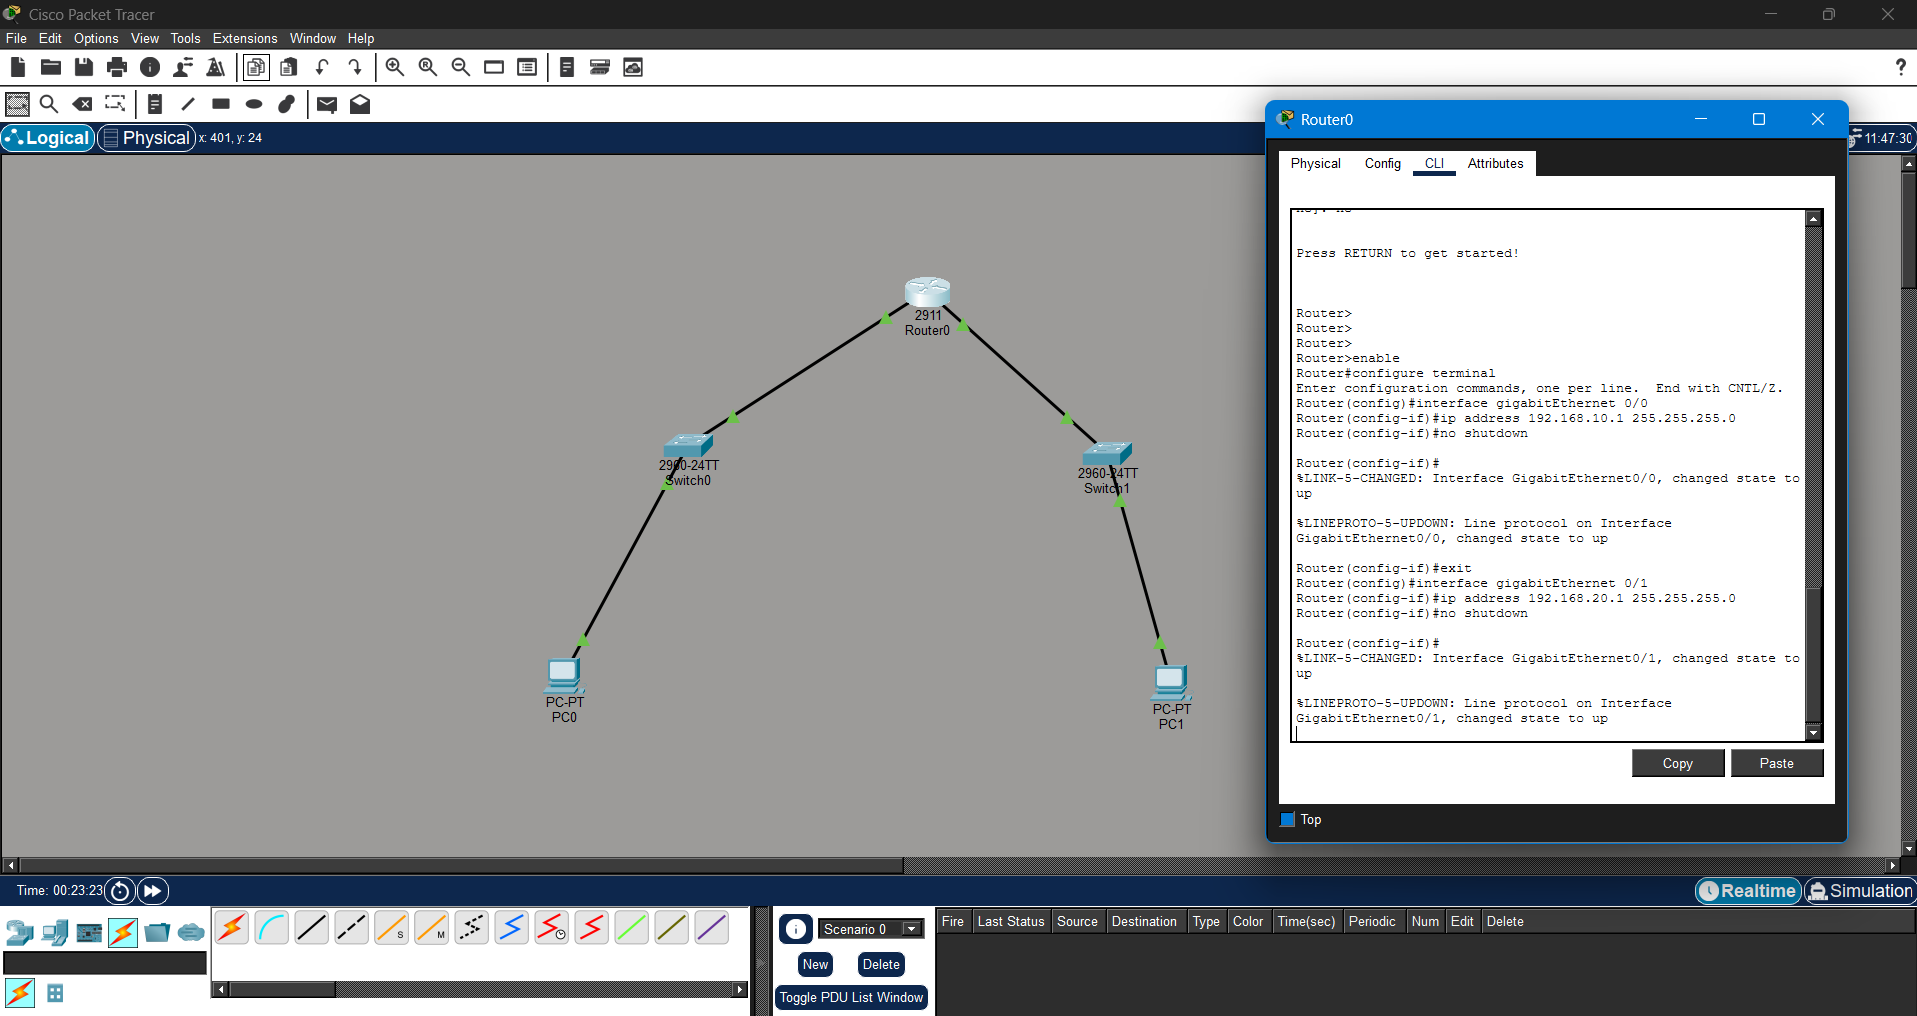 Cisco Packet Tracer
File Edit Options View Tools Extensions Window Help
?
Logical Physical x: 401, y: 24
11:47:30
Router0
Physical Config CLI Attributes
Press RETURN to get started!
Router>
Router>
Router>
Router>enable
Router#configure terminal
Enter configuration commands, one per line. End with CNTL/Z.
Router(config)#interface gigabitEthernet 0/0
Router(config-if)#ip address 192.168.10.1 255.255.255.0
Router(config-if)#no shutdown
Router(config-if)#
%LINK-5-CHANGED: Interface GigabitEthernet0/0, changed state to
up
%LINEPROTO-5-UPDOWN: Line protocol on Interface
GigabitEthernet0/0, changed state to up
Router(config-if)#exit
Router(config)#interface gigabitEthernet 0/1
Router(config-if)#ip address 192.168.20.1 255.255.255.0
Router(config-if)#no shutdown
Router(config-if)#
%LINK-5-CHANGED: Interface GigabitEthernet0/1, changed state to
up
%LINEPROTO-5-UPDOWN: Line protocol on Interface
GigabitEthernet0/1, changed state to up
Copy Paste
Top
2911
Router0
2960-24TT
Switch0
2960-24TT
Switch1
PC-PT
PC0
PC-PT
PC1
Time: 00:23:23
Realtime Simulation
S M
Scenario 0
New Delete
Toggle PDU List Window
Fire Last Status Source Destination Type Color Time(sec) Periodic Num Edit Delete